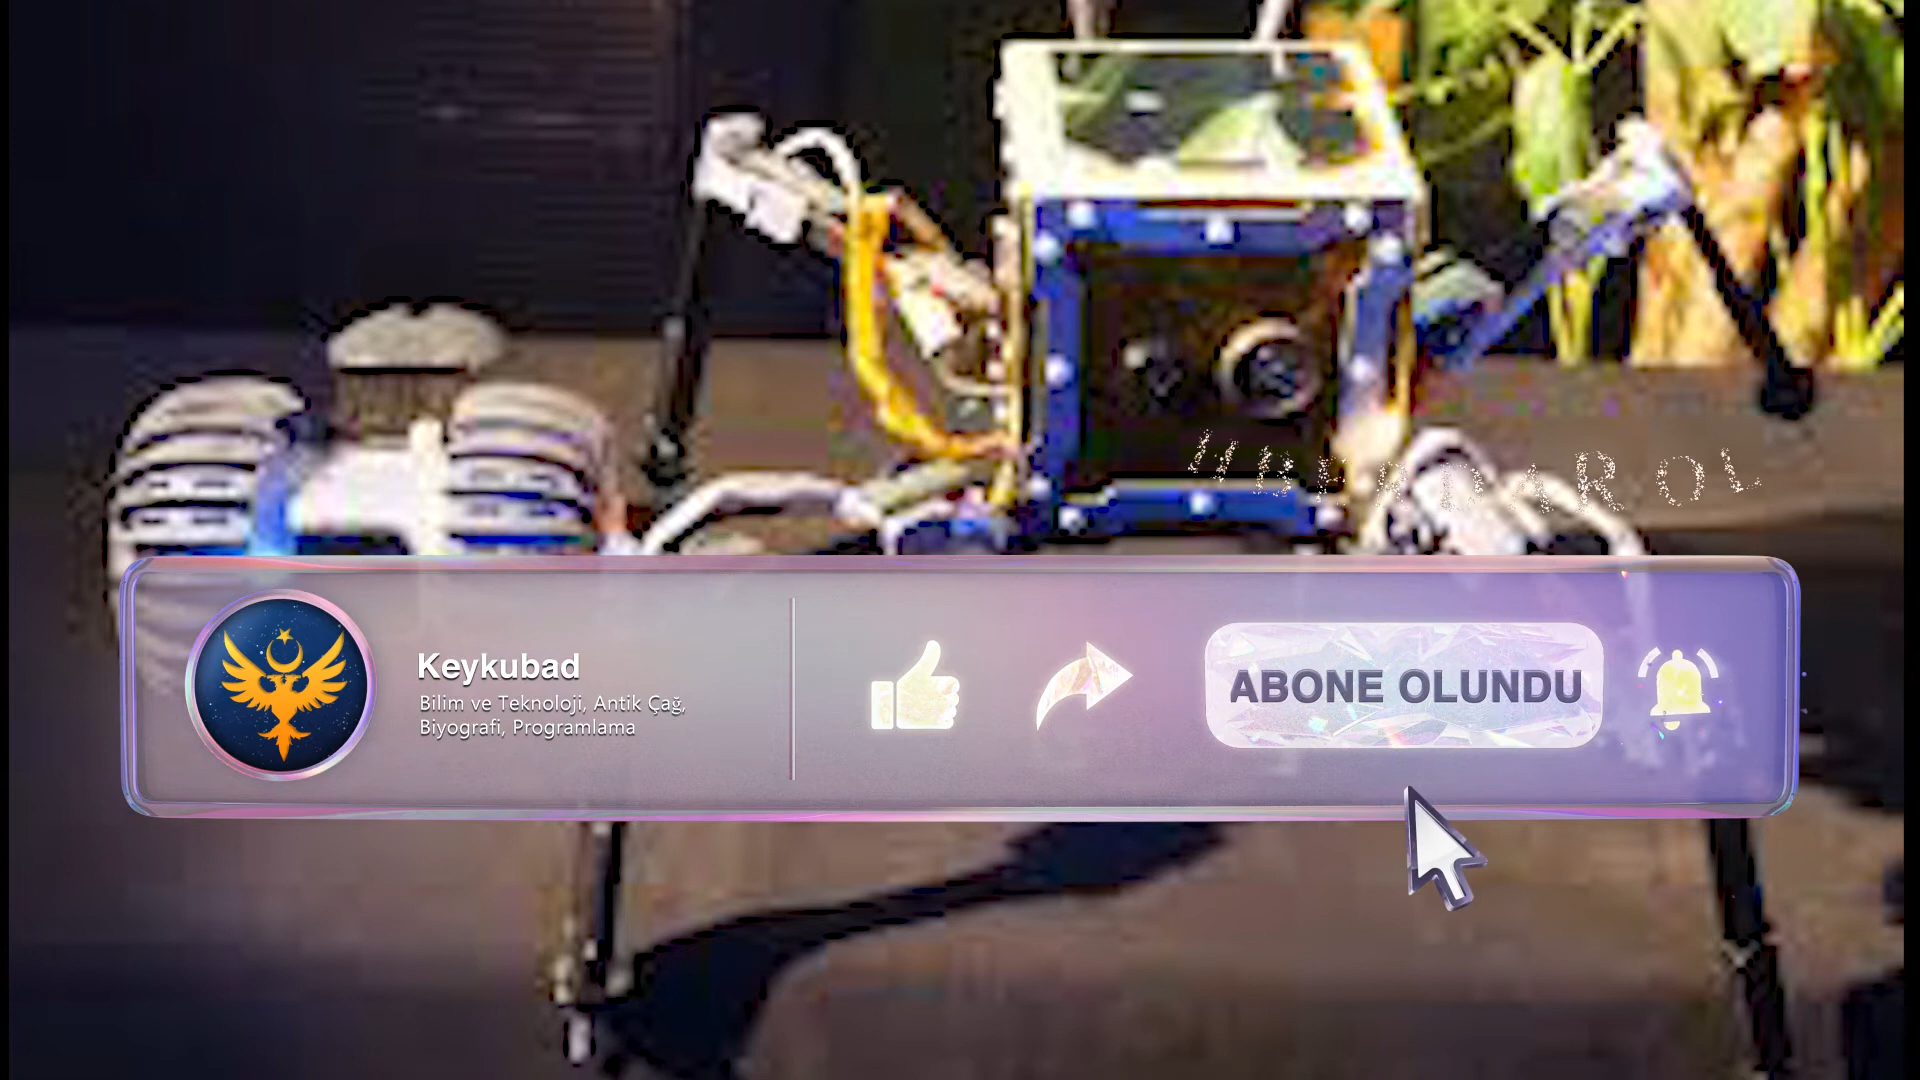 Keykubad
Bilim ve Teknoloji, Antik Çağ,
Biyografi, Programlama
ABONE OLUNDU